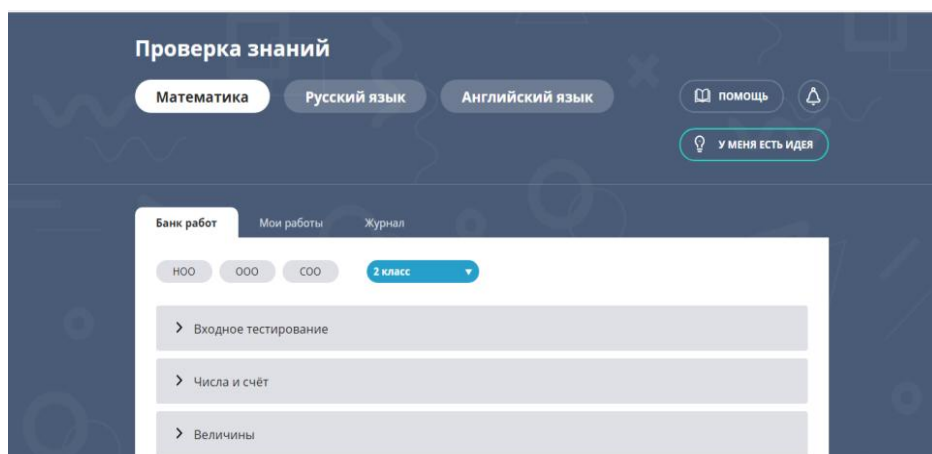 Проверка знаний
Математика Русский язык Английский язык ПОМОЩЬ
У МЕНЯ ЕСТЬ ИДЕЯ
Банк работ Мои работы Журнал
НОО ООО СОО 2 класс
Входное тестирование
Числа и счёт
Величины